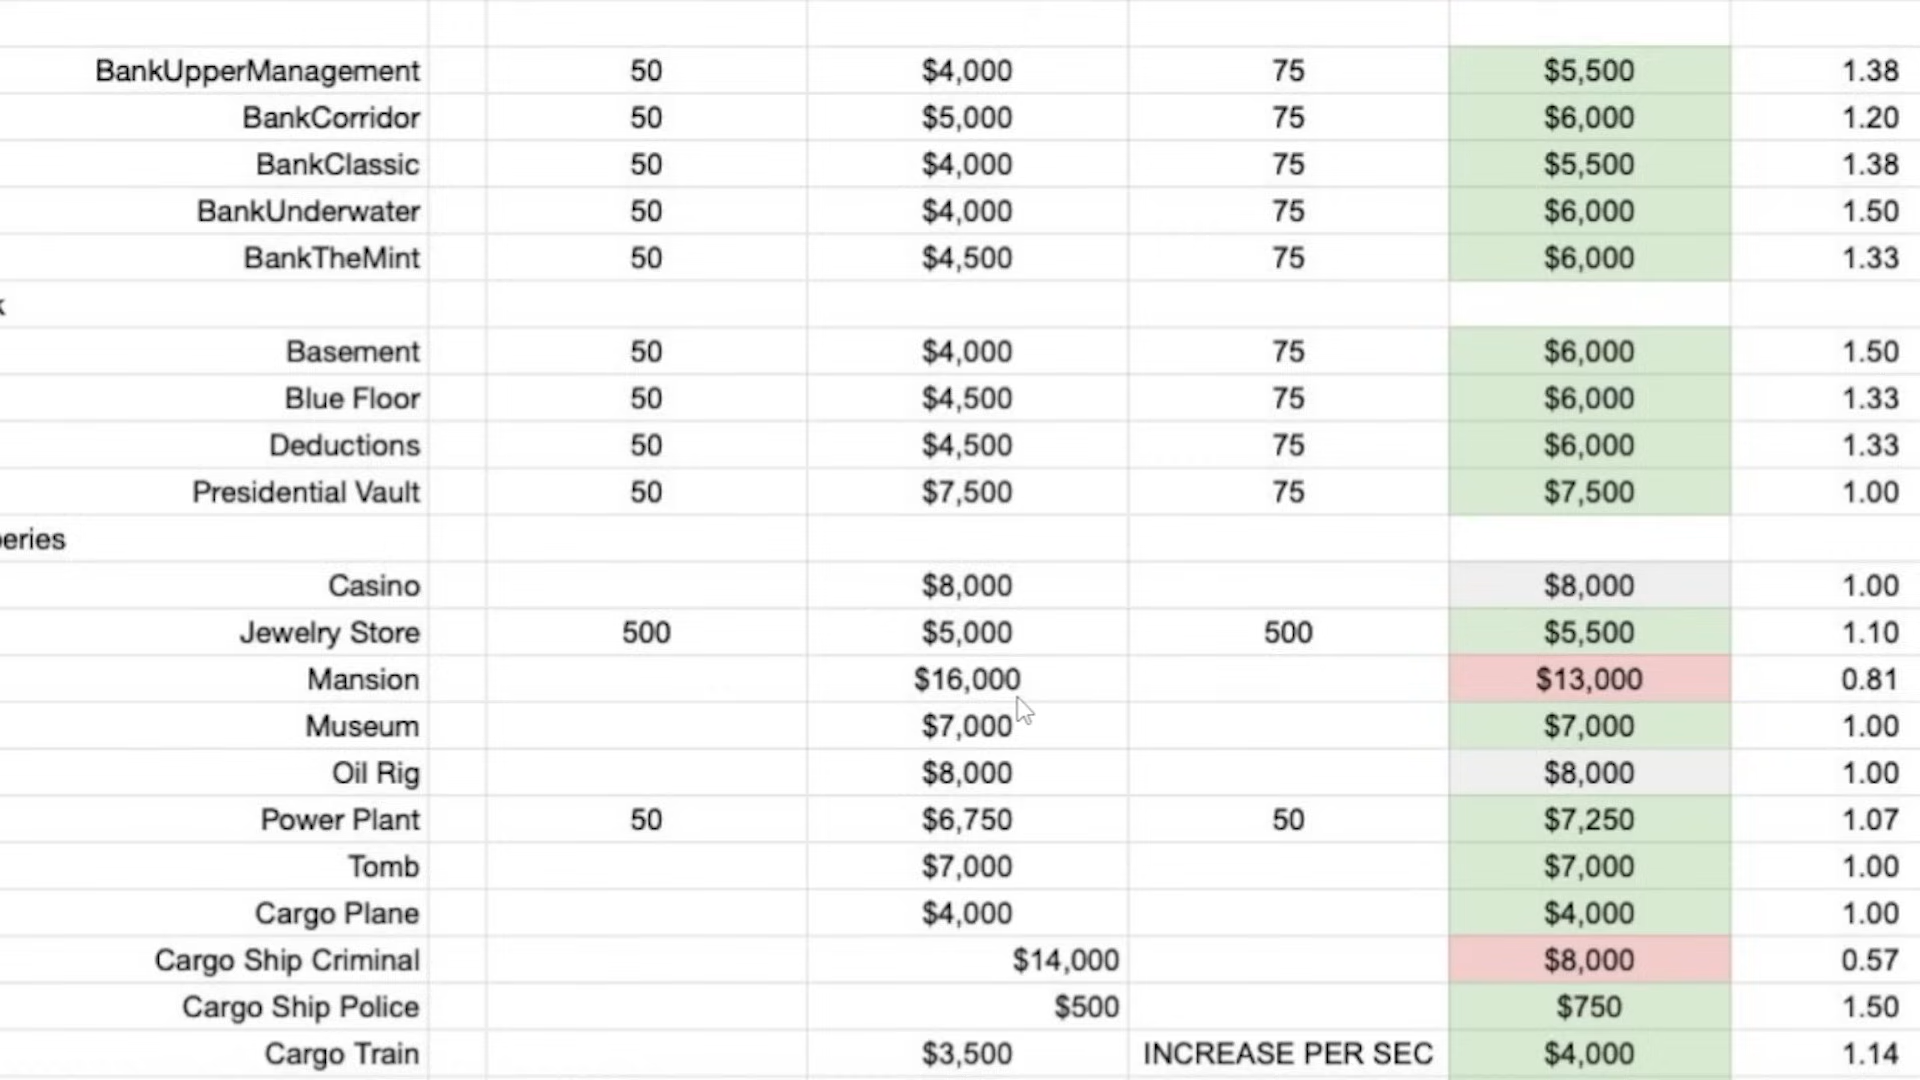 BankUpperManagement 50 $4,000 75 $5,500 1.38
BankCorridor 50 $5,000 75 $6,000 1.20
BankClassic 50 $4,000 75 $5,500 1.38
BankUnderwater 50 $4,000 75 $6,000 1.50
BankTheMint 50 $4,500 75 $6,000 1.33
k
Basement 50 $4,000 75 $6,000 1.50
Blue Floor 50 $4,500 75 $6,000 1.33
Deductions 50 $4,500 75 $6,000 1.33
Presidential Vault 50 $7,500 75 $7,500 1.00
eries
Casino $8,000 $8,000 1.00
Jewelry Store 500 $5,000 500 $5,500 1.10
Mansion $16,000 $13,000 0.81
Museum $7,000 $7,000 1.00
Oil Rig $8,000 $8,000 1.00
Power Plant 50 $6,750 50 $7,250 1.07
Tomb $7,000 $7,000 1.00
Cargo Plane $4,000 $4,000 1.00
Cargo Ship Criminal $14,000 $8,000 0.57
Cargo Ship Police $500 $750 1.50
Cargo Train $3,500 INCREASE PER SEC $4,000 1.14